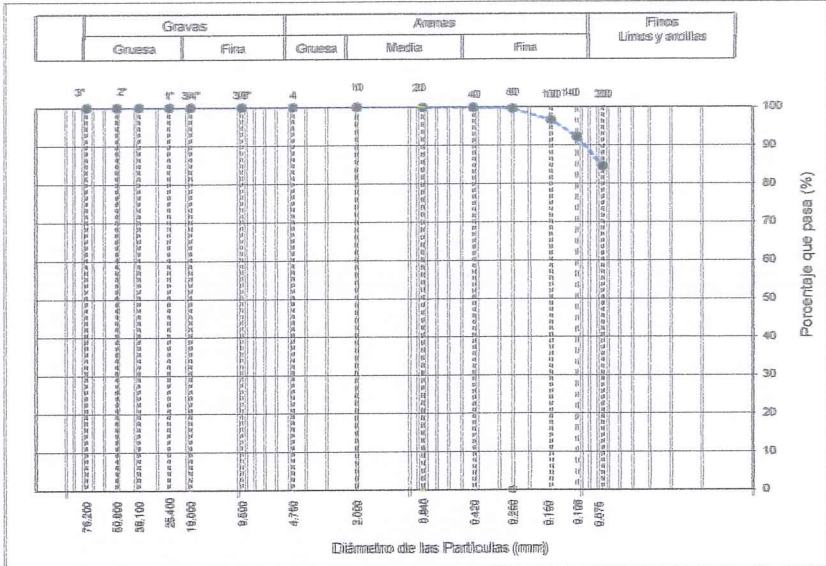 Gravas Arenas Finos
Limos y arcillas
Gruesa Fina Gruesa Media Fina
3" 2" 1" 3/4" 3/8" 4 10 20 40 60 100 140 200
100
90
80
70
60
50
40
30
20
10
0
Porcentaje que pasa (%)
76,200 50,800 38,100 25,400 19,000 9,500 4,760 2,000 0,840 0,420 0,250 0,150 0,106 0,075
Diámetro de las Partículas (mm)